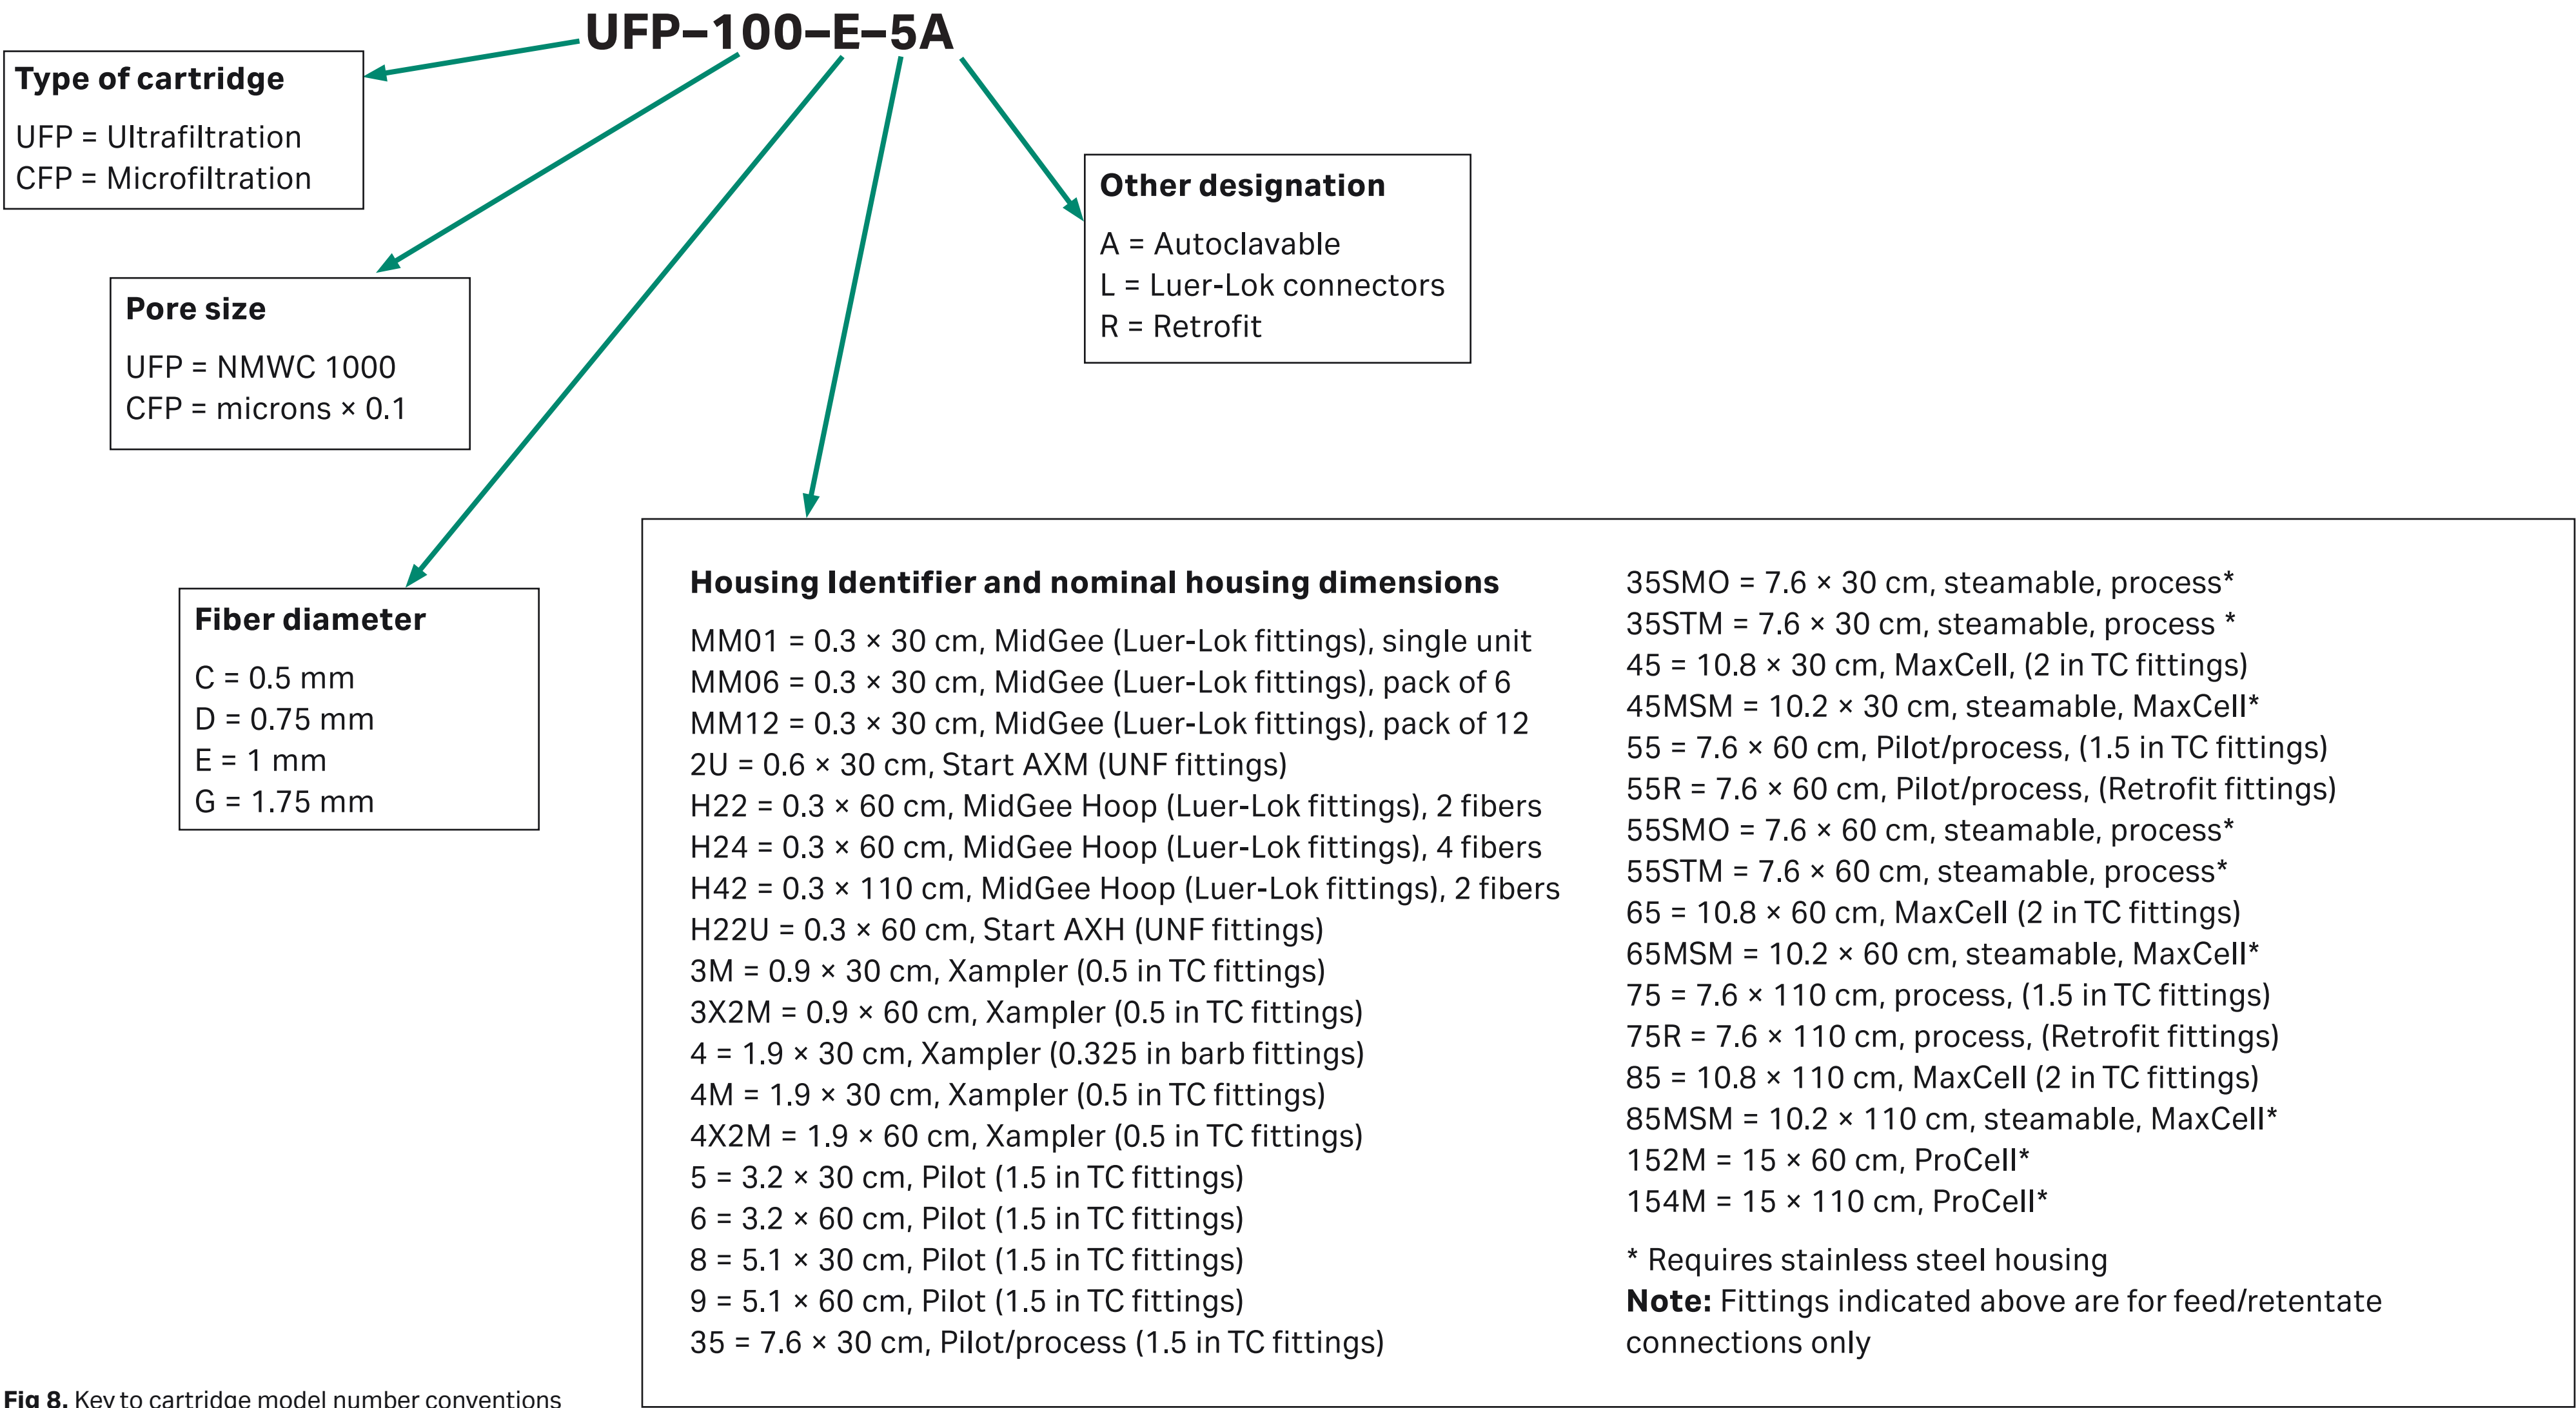 UFP–100–E–5A
Type of cartridge
UFP = Ultrafiltration
CFP = Microfiltration
Other designation
A = Autoclavable
L = Luer-Lok connectors
R = Retrofit
Pore size
UFP = NMWC 1000
CFP = microns × 0.1
Fiber diameter
C = 0.5 mm
D = 0.75 mm
E = 1 mm
G = 1.75 mm
Housing Identifier and nominal housing dimensions
MM01 = 0.3 × 30 cm, MidGee (Luer-Lok fittings), single unit
MM06 = 0.3 × 30 cm, MidGee (Luer-Lok fittings), pack of 6
MM12 = 0.3 × 30 cm, MidGee (Luer-Lok fittings), pack of 12
2U = 0.6 × 30 cm, Start AXM (UNF fittings)
H22 = 0.3 × 60 cm, MidGee Hoop (Luer-Lok fittings), 2 fibers
H24 = 0.3 × 60 cm, MidGee Hoop (Luer-Lok fittings), 4 fibers
H42 = 0.3 × 110 cm, MidGee Hoop (Luer-Lok fittings), 2 fibers
H22U = 0.3 × 60 cm, Start AXH (UNF fittings)
3M = 0.9 × 30 cm, Xampler (0.5 in TC fittings)
3X2M = 0.9 × 60 cm, Xampler (0.5 in TC fittings)
4 = 1.9 × 30 cm, Xampler (0.325 in barb fittings)
4M = 1.9 × 30 cm, Xampler (0.5 in TC fittings)
4X2M = 1.9 × 60 cm, Xampler (0.5 in TC fittings)
5 = 3.2 × 30 cm, Pilot (1.5 in TC fittings)
6 = 3.2 × 60 cm, Pilot (1.5 in TC fittings)
8 = 5.1 × 30 cm, Pilot (1.5 in TC fittings)
9 = 5.1 × 60 cm, Pilot (1.5 in TC fittings)
35 = 7.6 × 30 cm, Pilot/process (1.5 in TC fittings)
35SMO = 7.6 × 30 cm, steamable, process*
35STM = 7.6 × 30 cm, steamable, process *
45 = 10.8 × 30 cm, MaxCell, (2 in TC fittings)
45MSM = 10.2 × 30 cm, steamable, MaxCell*
55 = 7.6 × 60 cm, Pilot/process, (1.5 in TC fittings)
55R = 7.6 × 60 cm, Pilot/process, (Retrofit fittings)
55SMO = 7.6 × 60 cm, steamable, process*
55STM = 7.6 × 60 cm, steamable, process*
65 = 10.8 × 60 cm, MaxCell (2 in TC fittings)
65MSM = 10.2 × 60 cm, steamable, MaxCell*
75 = 7.6 × 110 cm, process, (1.5 in TC fittings)
75R = 7.6 × 110 cm, process, (Retrofit fittings)
85 = 10.8 × 110 cm, MaxCell (2 in TC fittings)
85MSM = 10.2 × 110 cm, steamable, MaxCell*
152M = 15 × 60 cm, ProCell*
154M = 15 × 110 cm, ProCell*
* Requires stainless steel housing
Note: Fittings indicated above are for feed/retentate
connections only
Fig 8. Key to cartridge model number conventions